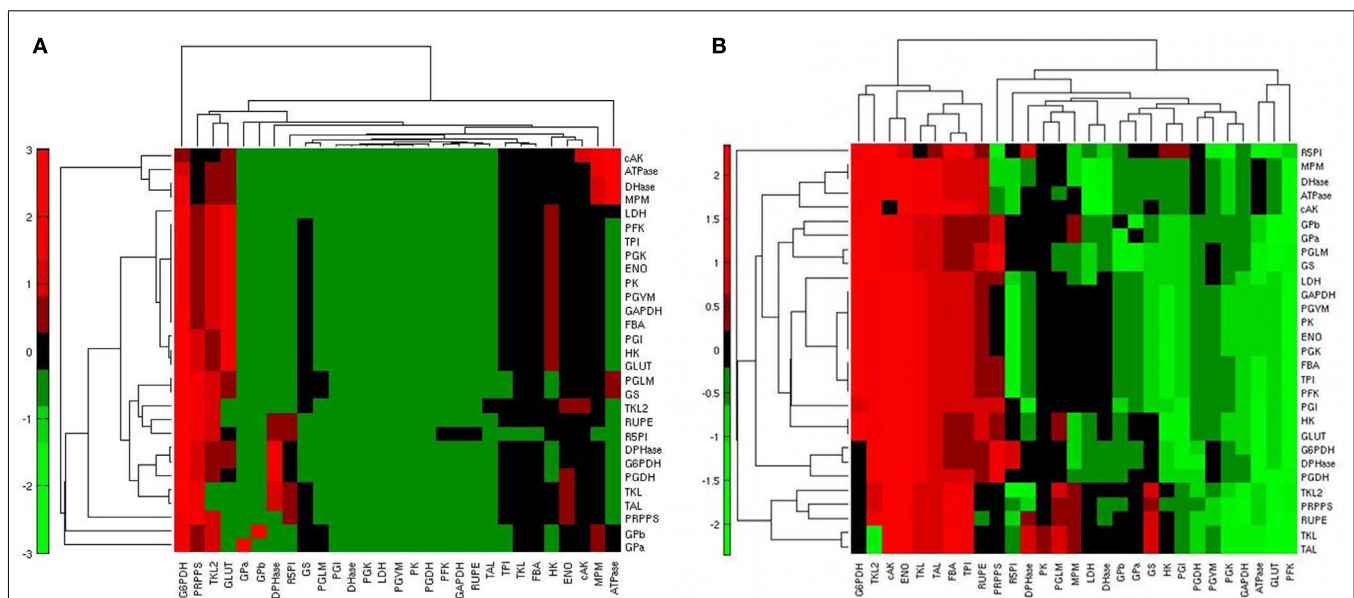 A
3
2
1
0
-1
-2
-3
cAK
ATPase
DHase
MPM
LDH
PFK
TPI
PGK
ENO
PK
PGYM
GAPDH
FBA
PGI
HK
GLUT
PGLM
GS
TKL2
RUPE
R5PI
DPHase
G6PDH
PGDH
TKL
TAL
PRPPS
GPb
GPa
G6PDH
PRPPS
TKL2
GLUT
GPa
GPb
DPHase
R5PI
GS
PGLM
PGI
DHase
PGK
LDH
PGYM
PK
PGDH
PFK
GAPDH
RUPE
TAL
TPI
TKL
FBA
HK
ENO
cAK
MPM
ATPase
B
2
1.5
1
0.5
0
-0.5
-1
-1.5
-2
R5PI
MPM
DHase
ATPase
cAK
GPb
GPa
PGLM
GS
LDH
GAPDH
PGYM
PK
ENO
PGK
FBA
TPI
PFK
PGI
HK
GLUT
G6PDH
DPHase
PGDH
TKL2
PRPPS
RUPE
TKL
TAL
G6PDH
TKL2
cAK
ENO
TKL
TAL
FBA
TPI
RUPE
PRPPS
R5PI
DPHase
PK
PGLM
MPM
LDH
DHase
GPb
GPa
GS
HK
PGI
PGDH
PGYM
PGK
GAPDH
ATPase
GLUT
PFK